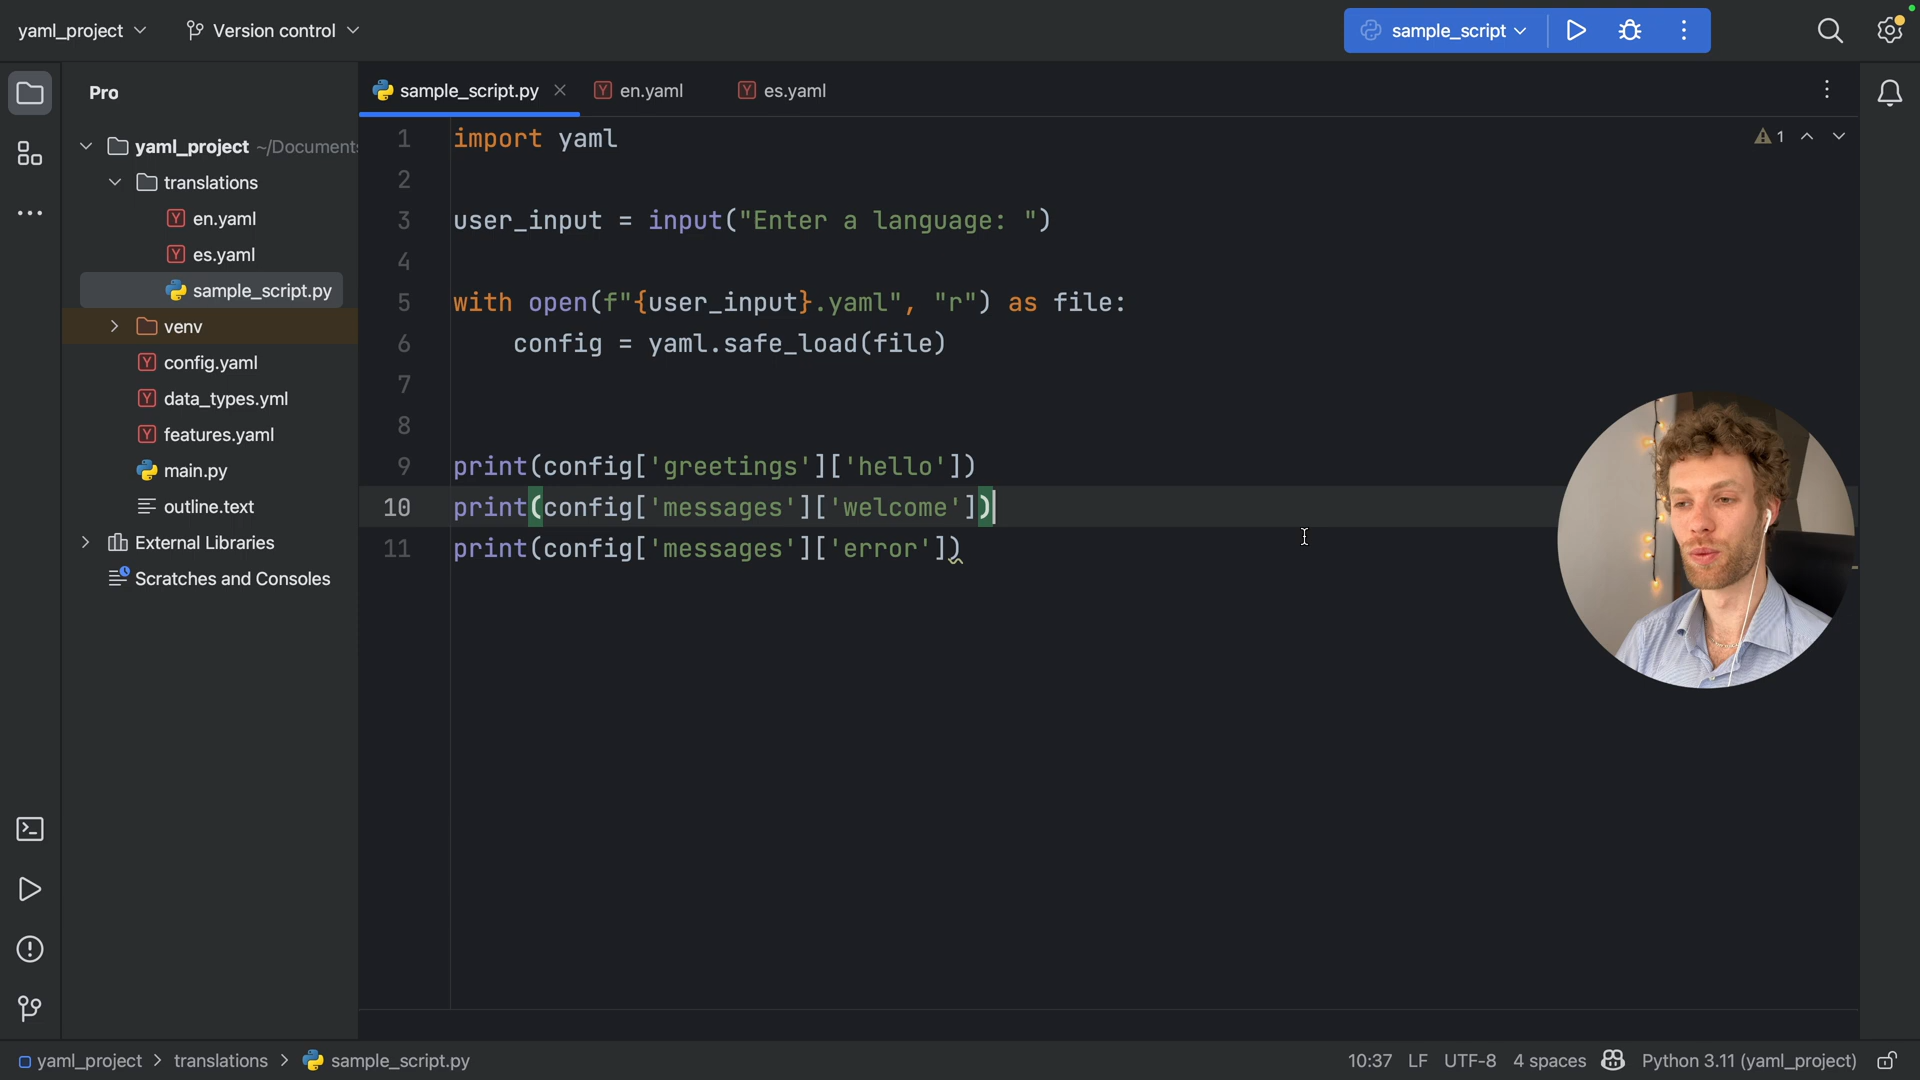 yaml_project
Version control
sample_script
Pro
sample_script.py
en.yaml
es.yaml
yaml_project ~/Documents
translations
en.yaml
es.yaml
sample_script.py
venv
config.yaml
data_types.yml
features.yaml
main.py
outline.text
External Libraries
Scratches and Consoles
1
1 import yaml
2
3 user_input = input("Enter a language: ")
4
5 with open(f"{user_input}.yaml", "r") as file:
6 config = yaml.safe_load(file)
7
8
9 print(config['greetings']['hello'])
10 print(config['messages']['welcome'])
11 print(config['messages']['error'])
yaml_project > translations > sample_script.py
10:37 LF UTF-8 4 spaces Python 3.11 (yaml_project)